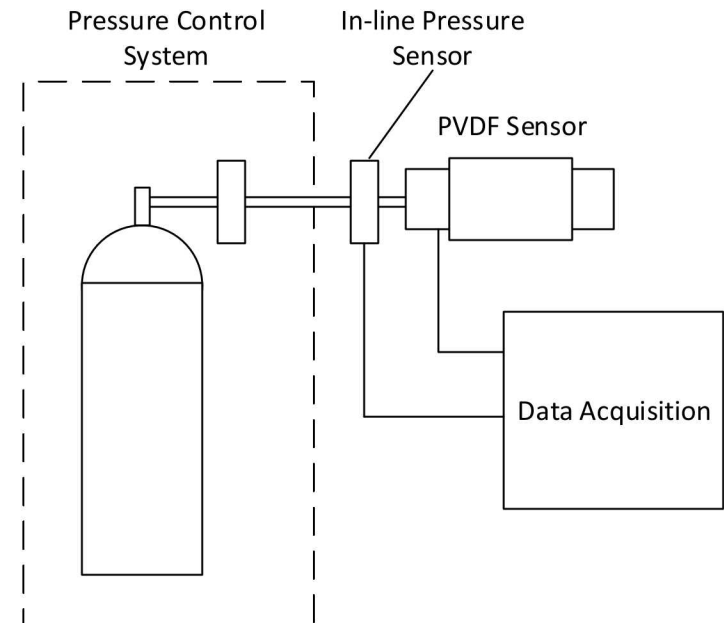 Pressure Control
System
In-line Pressure
Sensor
PVDF Sensor
Data Acquisition